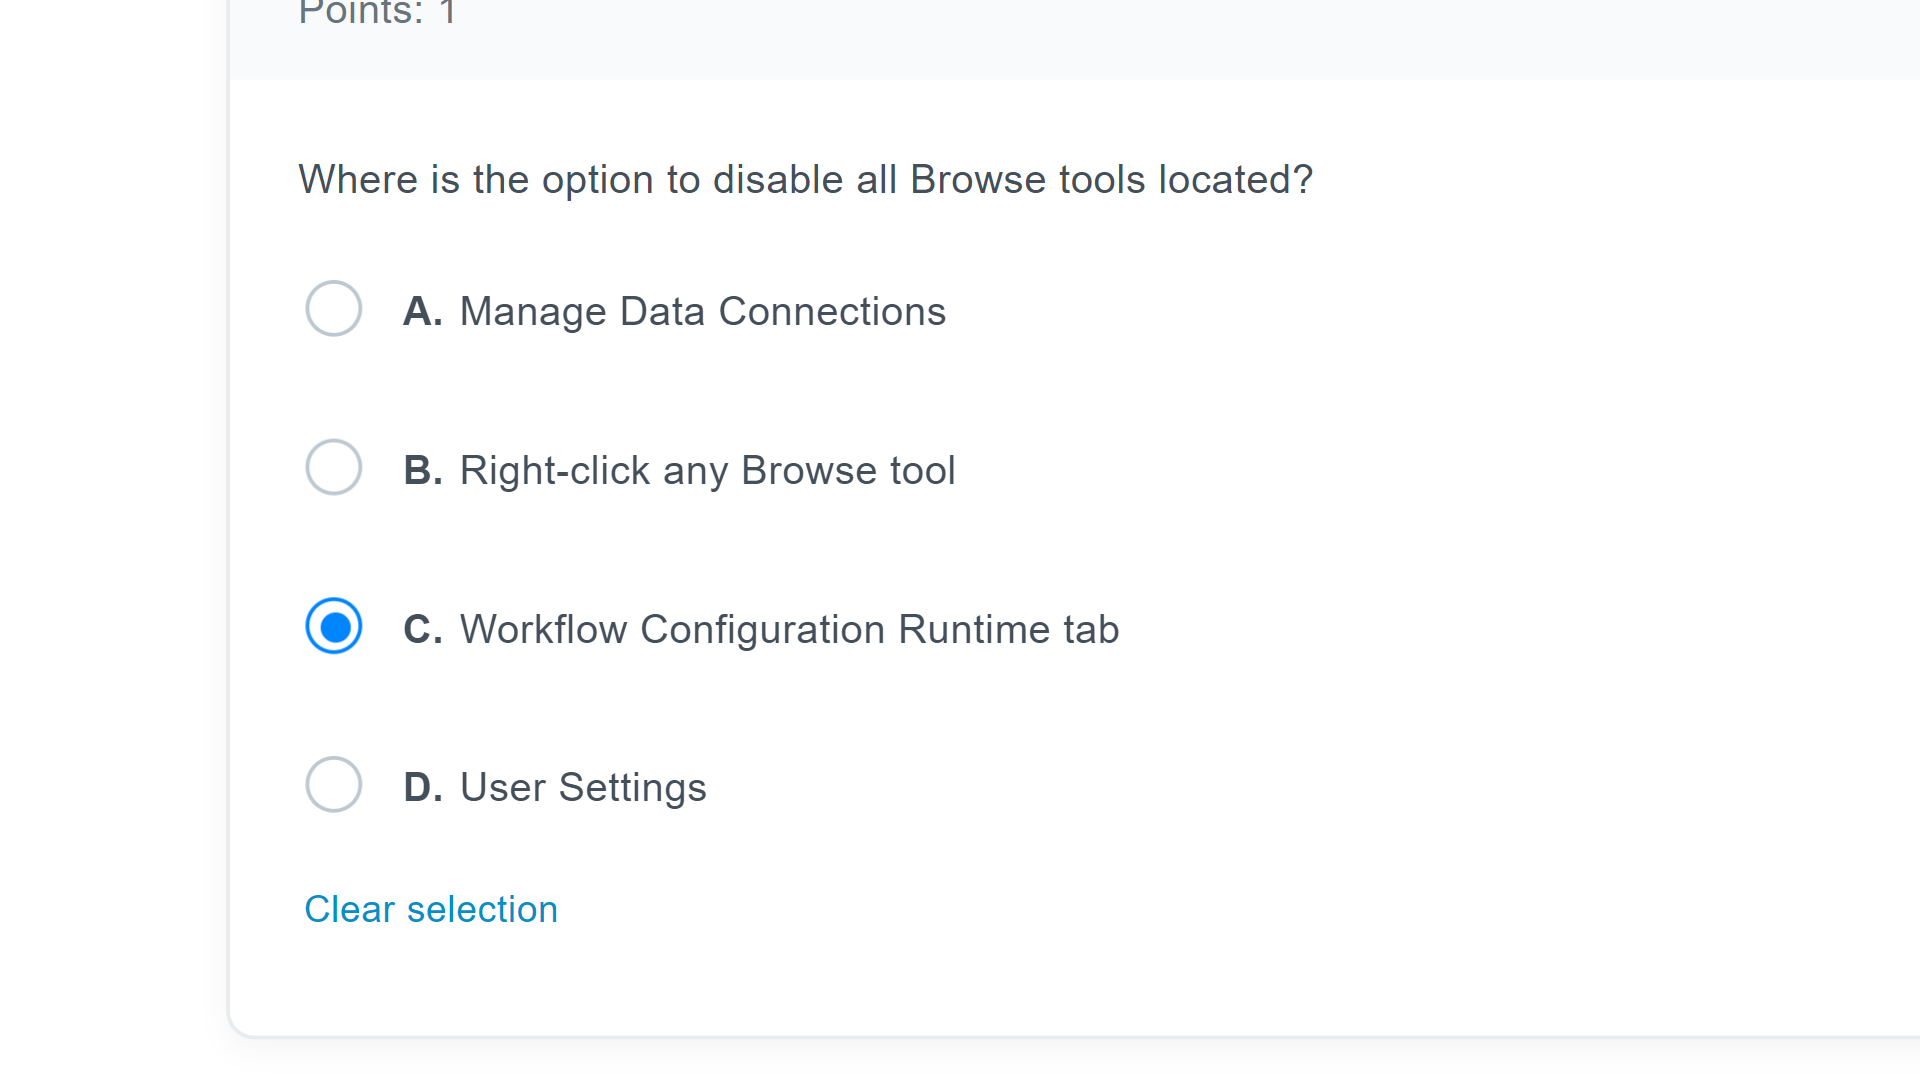 Points: 1
Where is the option to disable all Browse tools located?
A. Manage Data Connections
B. Right-click any Browse tool
C. Workflow Configuration Runtime tab
D. User Settings
Clear selection